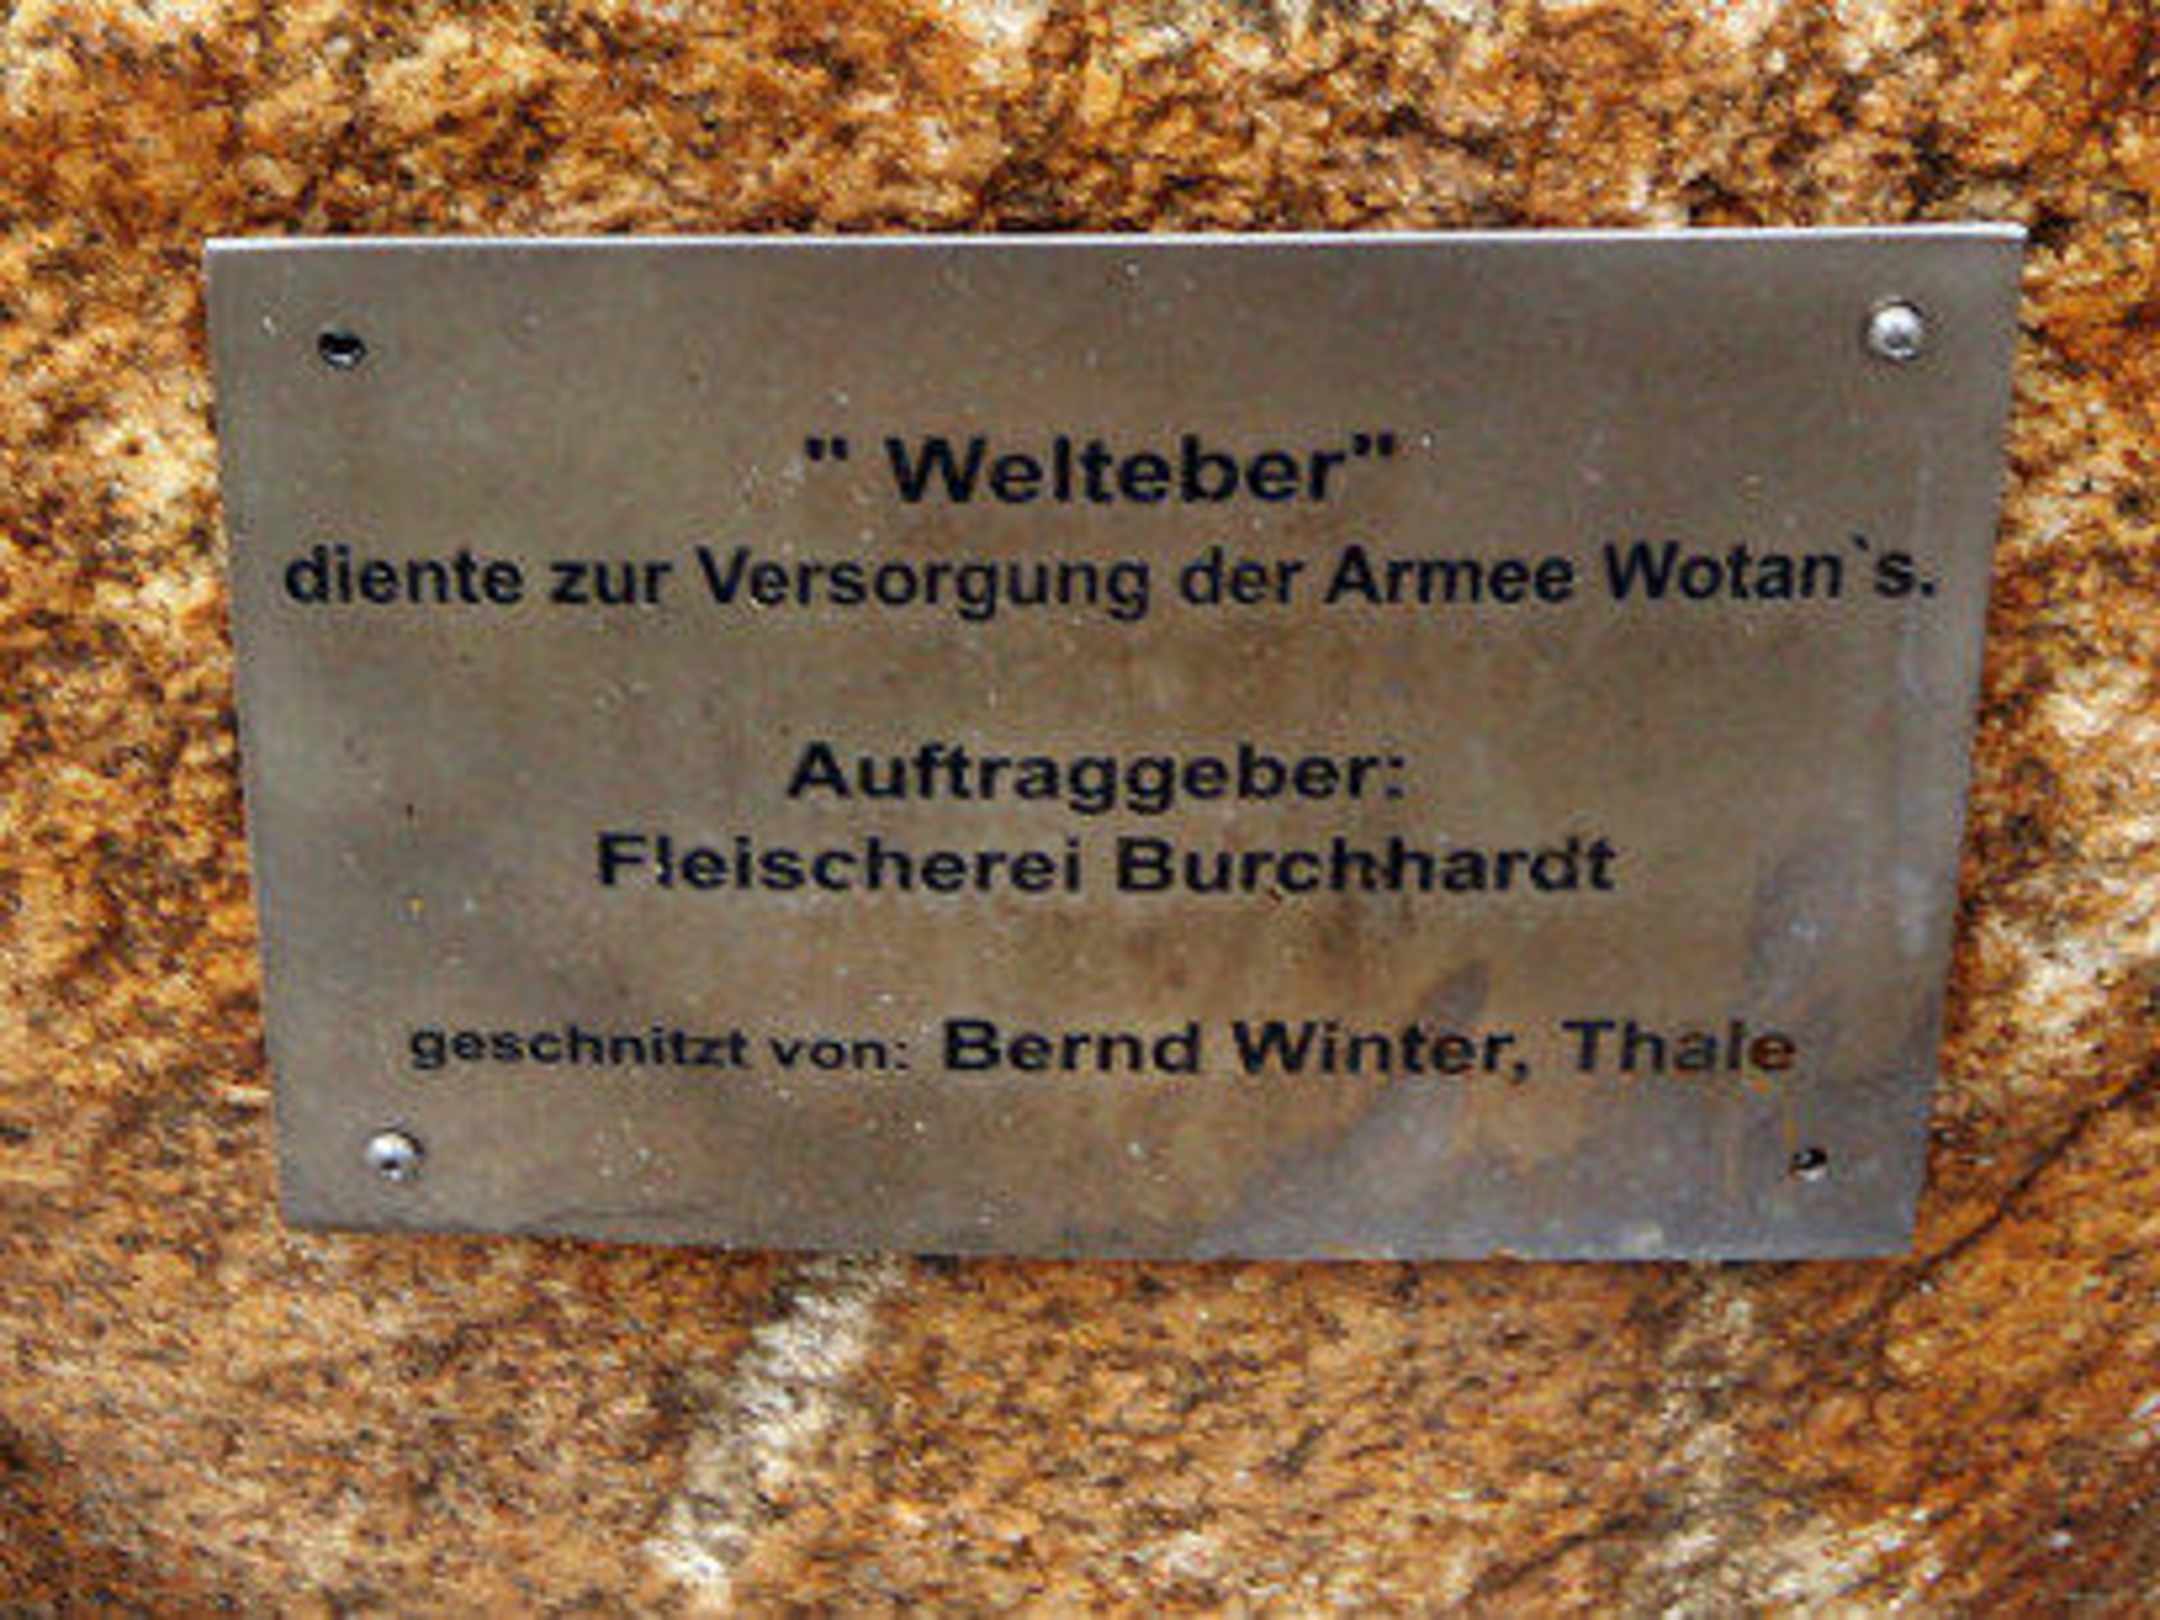 " Welteber"
diente zur Versorgung der Armee Wotan`s.
Auftraggeber:
Fleischerei Burchhardt
geschnitzt von: Bernd Winter, Thale